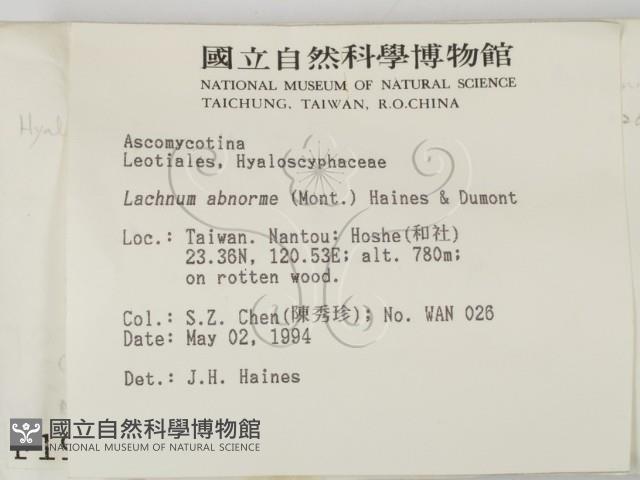 國立自然科學博物館
NATIONAL MUSEUM OF NATURAL SCIENCE
TAICHUNG, TAIWAN, R.O.CHINA
Ascomycotina
Leotiales, Hyaloscyphaceae
Lachnum abnorme (Mont.) Haines & Dumont
Loc.: Taiwan. Nantou; Hoshe(和社)
23.36N, 120.53E; alt. 780m;
on rotten wood.
Col.: S.Z. Chen(陳秀珍); No. WAN 026
Date: May 02, 1994
Det.: J.H. Haines
國立自然科學博物館
NATIONAL MUSEUM OF NATURAL SCIENCE